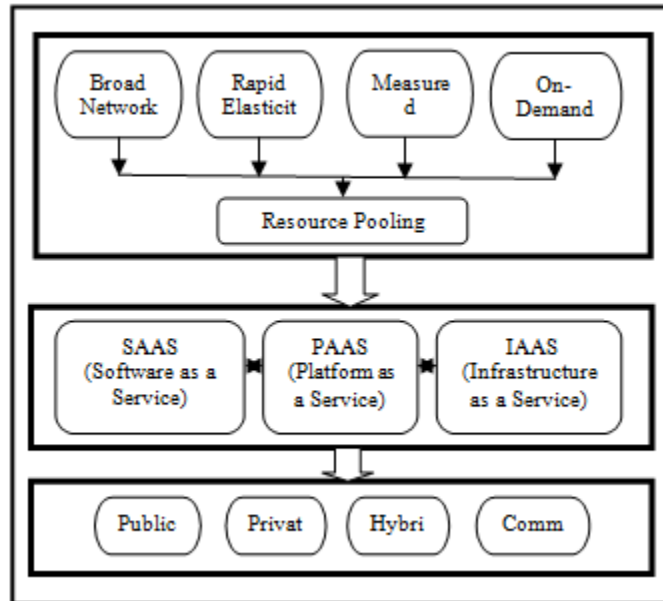 Broad
Network
Rapid
Elasticit
Measure
d
On-
Demand
Resource Pooling
SAAS
(Software as a
Service)
PAAS
(Platform as
a Service)
IAAS
(Infrastructure
as a Service)
Public
Privat
Hybri
Comm